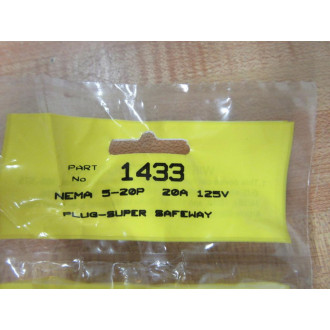 PART No. 1433
NEMA 5-20P 20A 125V
PLUG-SUPER SAFEWAY